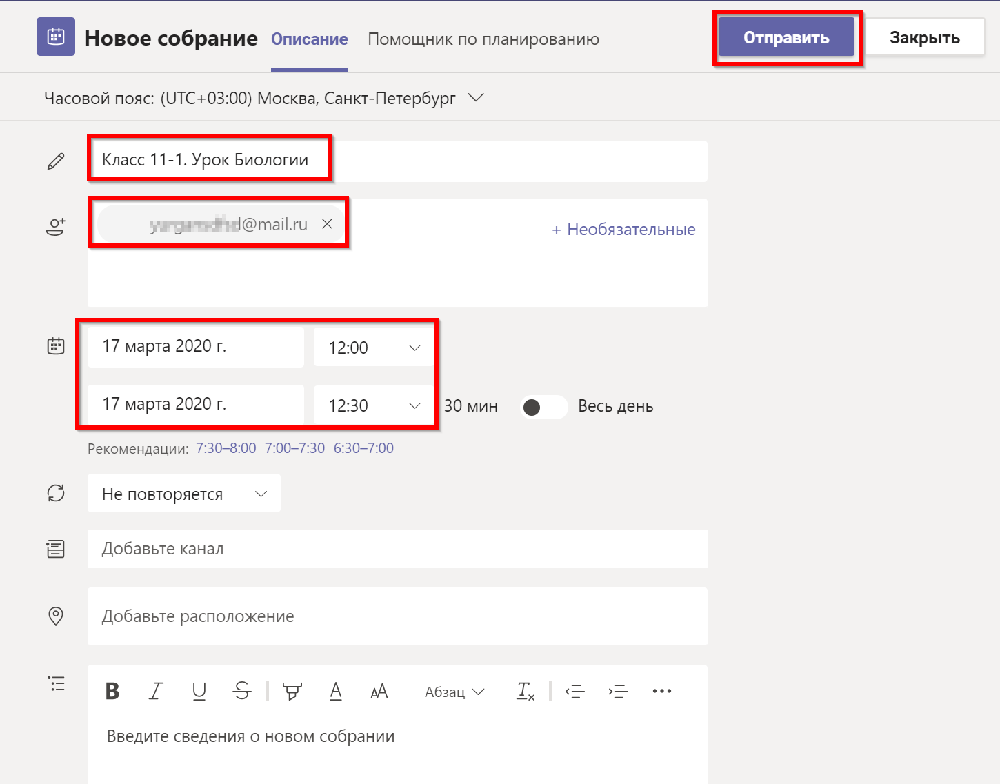 Новое собрание Описание Помощник по планированию Отправить Закрыть
Часовой пояс: (UTC+03:00) Москва, Санкт-Петербург
Класс 11-1. Урок Биологии
@mail.ru + Необязательные
17 марта 2020 г. 12:00
17 марта 2020 г. 12:30 30 мин Весь день
Рекомендации: 7:30–8:00 7:00–7:30 6:30–7:00
Не повторяется
Добавьте канал
Добавьте расположение
B I U S A AA Абзац Tx
Введите сведения о новом собрании